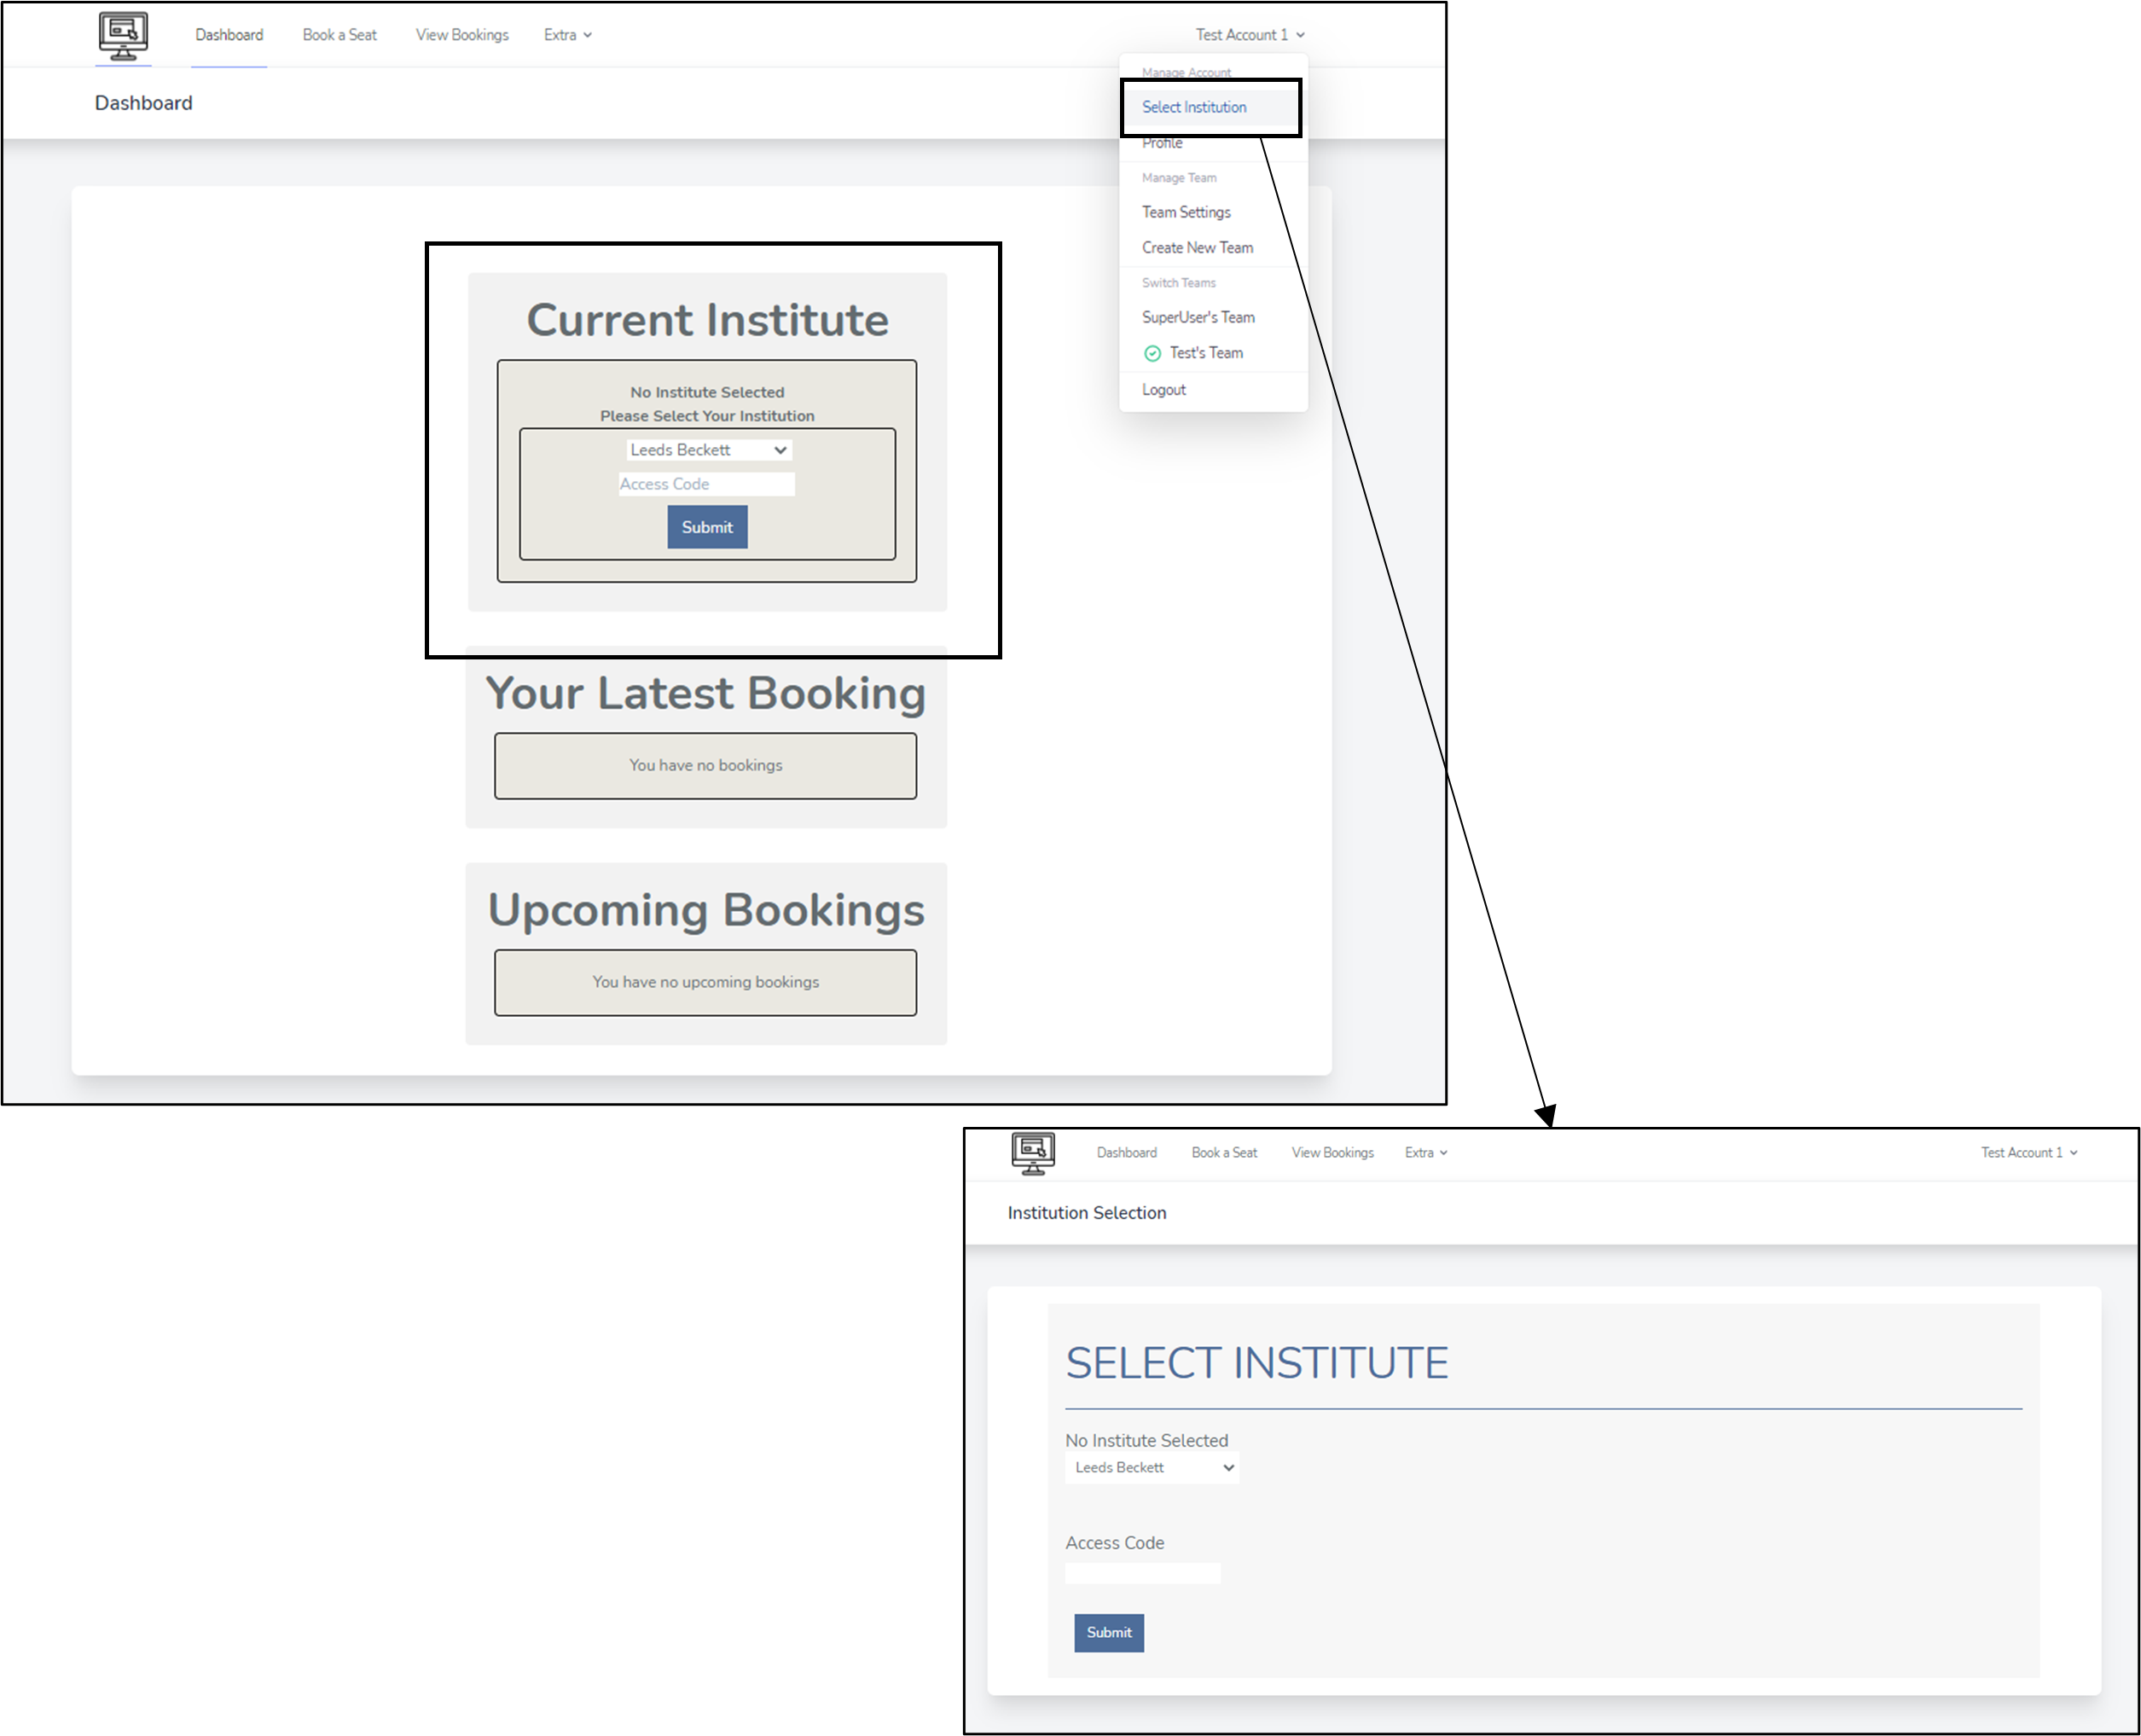 Dashboard Book a Seat View Bookings Extra Test Account 1
Dashboard
Manage Account
Select Institution
Profile
Manage Team
Team Settings
Create New Team
Switch Teams
SuperUser's Team
Test's Team
Logout
Current Institute
No Institute Selected
Please Select Your Institution
Leeds Beckett
Access Code
Submit
Your Latest Booking
You have no bookings
Upcoming Bookings
You have no upcoming bookings
Dashboard Book a Seat View Bookings Extra Test Account 1
Institution Selection
SELECT INSTITUTE
No Institute Selected
Leeds Beckett
Access Code
Submit